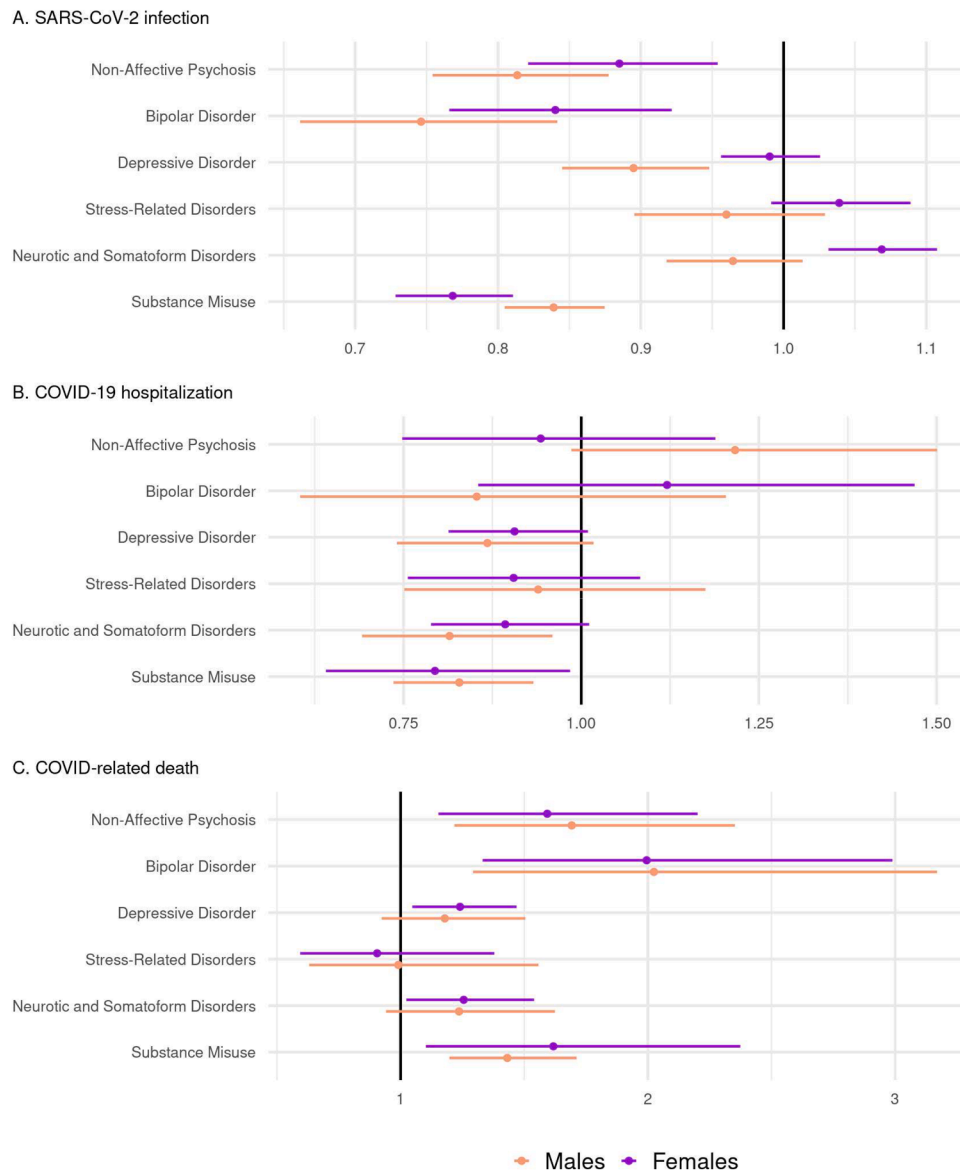 A. SARS-CoV-2 infection
Non-Affective Psychosis
Bipolar Disorder
Depressive Disorder
Stress-Related Disorders
Neurotic and Somatoform Disorders
Substance Misuse
0.7 0.8 0.9 1.0 1.1
B. COVID-19 hospitalization
Non-Affective Psychosis
Bipolar Disorder
Depressive Disorder
Stress-Related Disorders
Neurotic and Somatoform Disorders
Substance Misuse
0.75 1.00 1.25 1.50
C. COVID-related death
Non-Affective Psychosis
Bipolar Disorder
Depressive Disorder
Stress-Related Disorders
Neurotic and Somatoform Disorders
Substance Misuse
1 2 3
Males Females